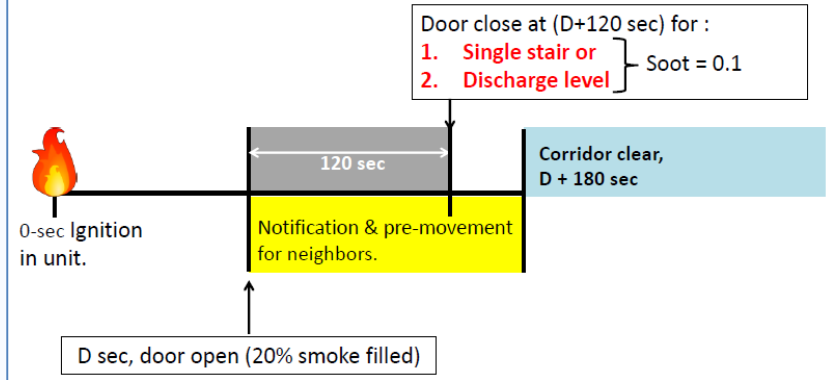 Door close at (D+120 sec) for :
1. Single stair or
2. Discharge level
Soot = 0.1
120 sec
Corridor clear,
D + 180 sec
0-sec Ignition
in unit.
Notification & pre-movement
for neighbors.
D sec, door open (20% smoke filled)